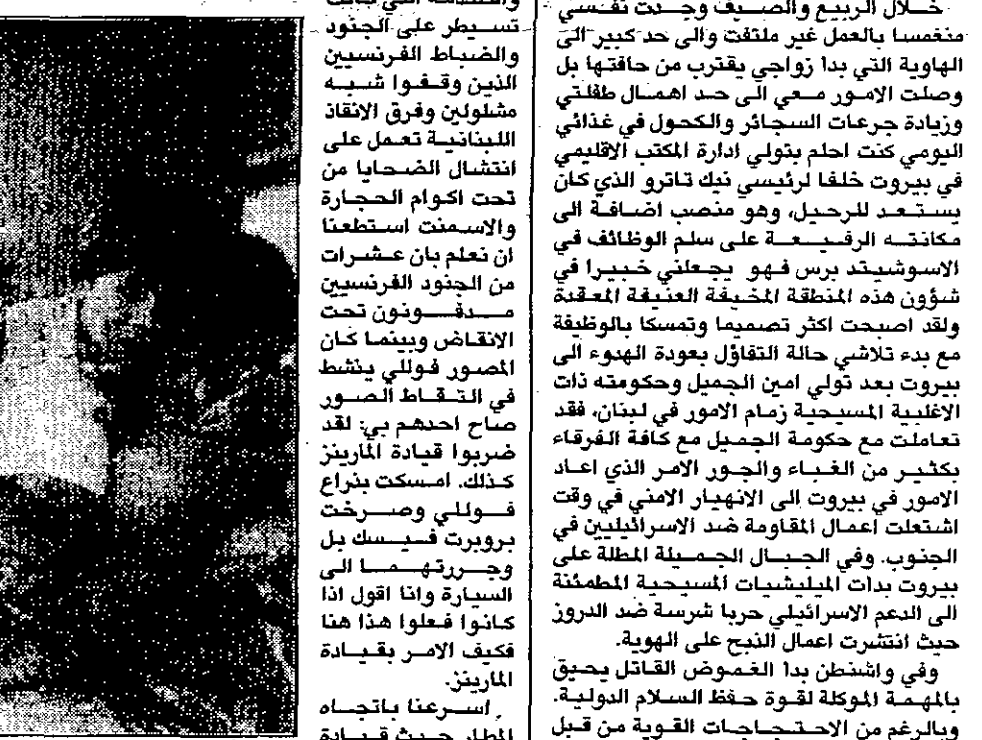 خلال الربيع والصيف وجدت نفسي
منغمسا بالعمل غير ملتفت والى حد كبير الى
الهاوية التي بدا زواجي يقترب من حافتها بل
وصلت الامور معي الى حد اهمال طفلتي
وزيادة جرعات السجائر والكحول في غذائي
اليومي كنت احلم بتولي ادارة المكتب الاقليمي
في بيروت خلفا لرئيسي نيك تاترو الذي كان
يستعد للرحيل، وهو منصب اضافة الى
مكانته الرفيعة على سلم الوظائف في
الاسوشيتد برس فهو يجعلني خبيرا في
شؤون هذه المنطقة المخيفة العنيفة المعقدة
ولقد اصبحت اكثر تصميما وتمسكا بالوظيفة
مع بدء تلاشي حالة التفاؤل بعودة الهدوء الى
بيروت بعد تولي امين الجميل وحكومته ذات
الاغلبية المسيحية زمام الامور في لبنان، فقد
تعاملت مع حكومة الجميل مع كافة الفرقاء
بكثير من الغباء والجور الامر الذي اعاد
الامور في بيروت الى الانهيار الامني في وقت
اشتعلت اعمال المقاومة ضد الاسرائيليين في
الجنوب. وفي الجبال الجميلة المطلة على
بيروت بدات الميليشيات المسيحية المطمئنة
الى الدعم الاسرائيلي حربا شرسة ضد الدروز
حيث انتشرت اعمال الذبح على الهوية.
وفي واشنطن بدا الغموض القاتل يحيق
بالمهمة الموكلة لقوة حفظ السلام الدولية.
وبالرغم من الاحتجاجات القوية من قبل
تسيطر على الجنود
والضباط الفرنسيين
الذين وقفوا شبه
مشلولين وفرق الانقاذ
اللبنانية تعمل على
انتشال الضحايا من
تحت اكوام الحجارة
والاسمنت استطعنا
ان نعلم بان عشرات
من الجنود الفرنسيين
مدفونون تحت
الانقاض وبينما كان
المصور فوللي ينشط
في التقاط الصور
صاح احدهم بي: لقد
ضربوا قيادة المارينز
كذلك. امسكت بذراع
فوللي وصرخت
بروبرت فيسك بل
وجررتهما الى
السيارة وانا اقول اذا
كانوا فعلوا هذا هنا
فكيف الامر بقيادة
المارينز.
اسرعنا باتجاه
المطار حيث قيادة